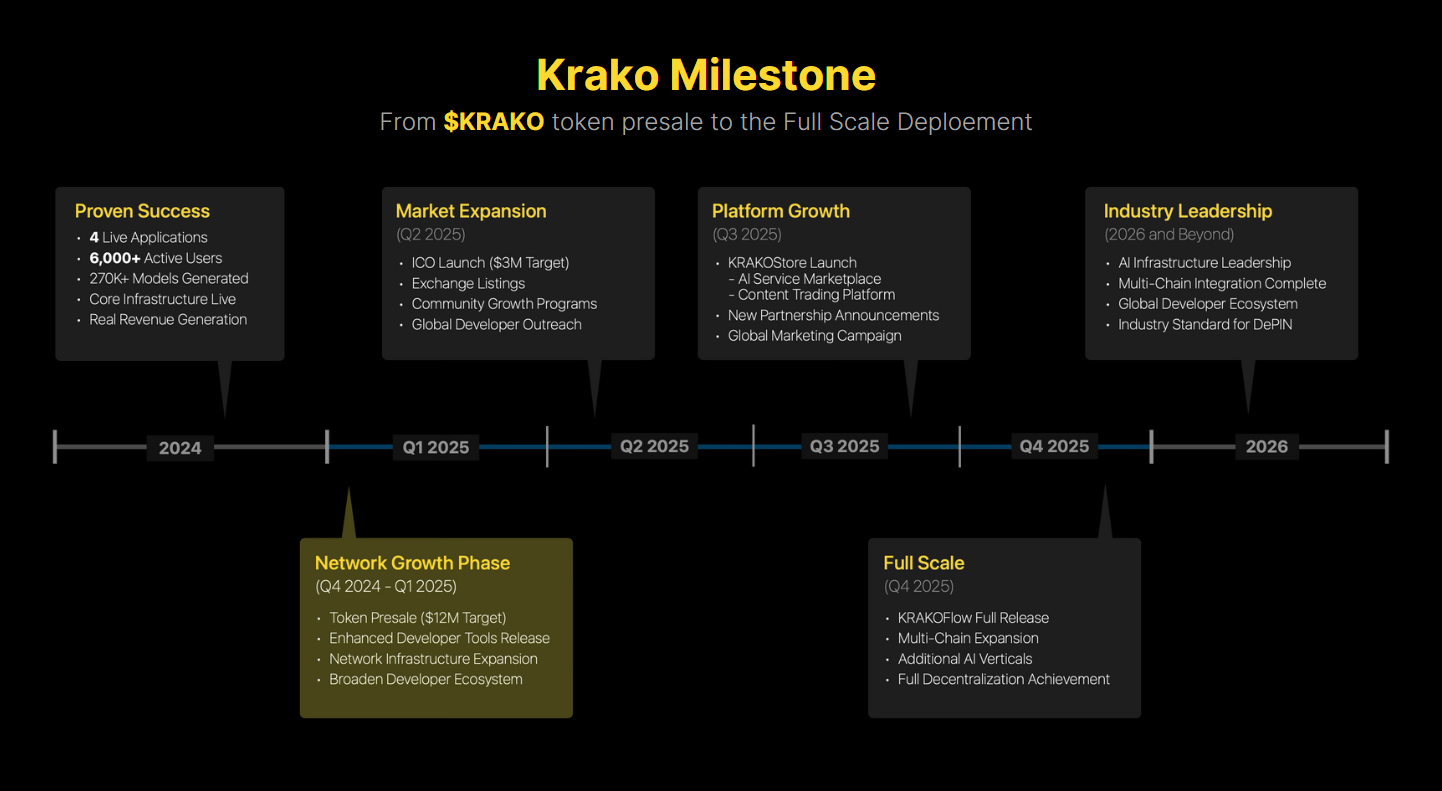 Krako Milestone
From $KRAKO token presale to the Full Scale Deploement
Proven Success
• 4 Live Applications
• 6,000+ Active Users
• 270K+ Models Generated
• Core Infrastructure Live
• Real Revenue Generation
Market Expansion
(Q2 2025)
• ICO Launch ($3M Target)
• Exchange Listings
• Community Growth Programs
• Global Developer Outreach
Platform Growth
(Q3 2025)
• KRAKOStore Launch
- AI Service Marketplace
- Content Trading Platform
• New Partnership Announcements
• Global Marketing Campaign
Industry Leadership
(2026 and Beyond)
• AI Infrastructure Leadership
• Multi-Chain Integration Complete
• Global Developer Ecosystem
• Industry Standard for DePIN
2024
Q1 2025
Q2 2025
Q3 2025
Q4 2025
2026
Network Growth Phase
(Q4 2024 - Q1 2025)
• Token Presale ($12M Target)
• Enhanced Developer Tools Release
• Network Infrastructure Expansion
• Broaden Developer Ecosystem
Full Scale
(Q4 2025)
• KRAKOFlow Full Release
• Multi-Chain Expansion
• Additional AI Verticals
• Full Decentralization Achievement